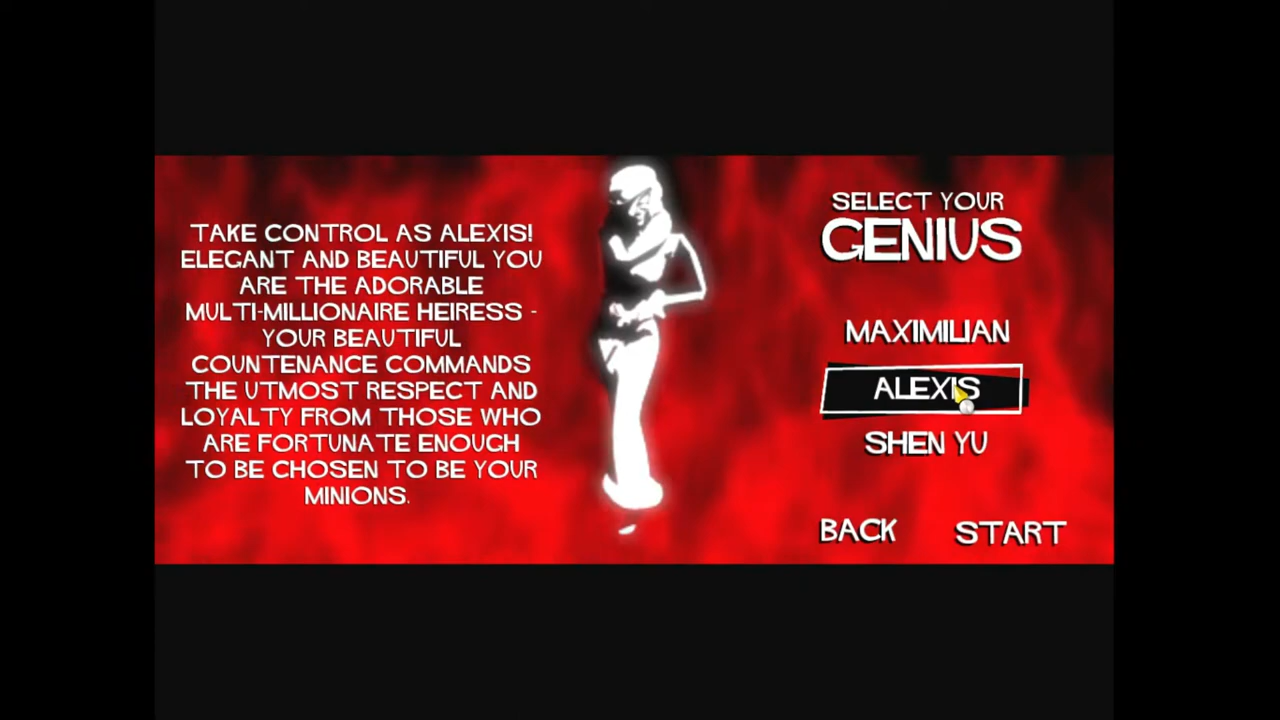 TAKE CONTROL AS ALEXIS!
ELEGANT AND BEAUTIFUL YOU
ARE THE ADORABLE
MULTI-MILLIONAIRE HEIRESS -
YOUR BEAUTIFUL
COUNTENANCE COMMANDS
THE UTMOST RESPECT AND
LOYALTY FROM THOSE WHO
ARE FORTUNATE ENOUGH
TO BE CHOSEN TO BE YOUR
MINIONS.
SELECT YOUR
GENIUS
MAXIMILIAN
ALEXIS
SHEN YU
BACK
START